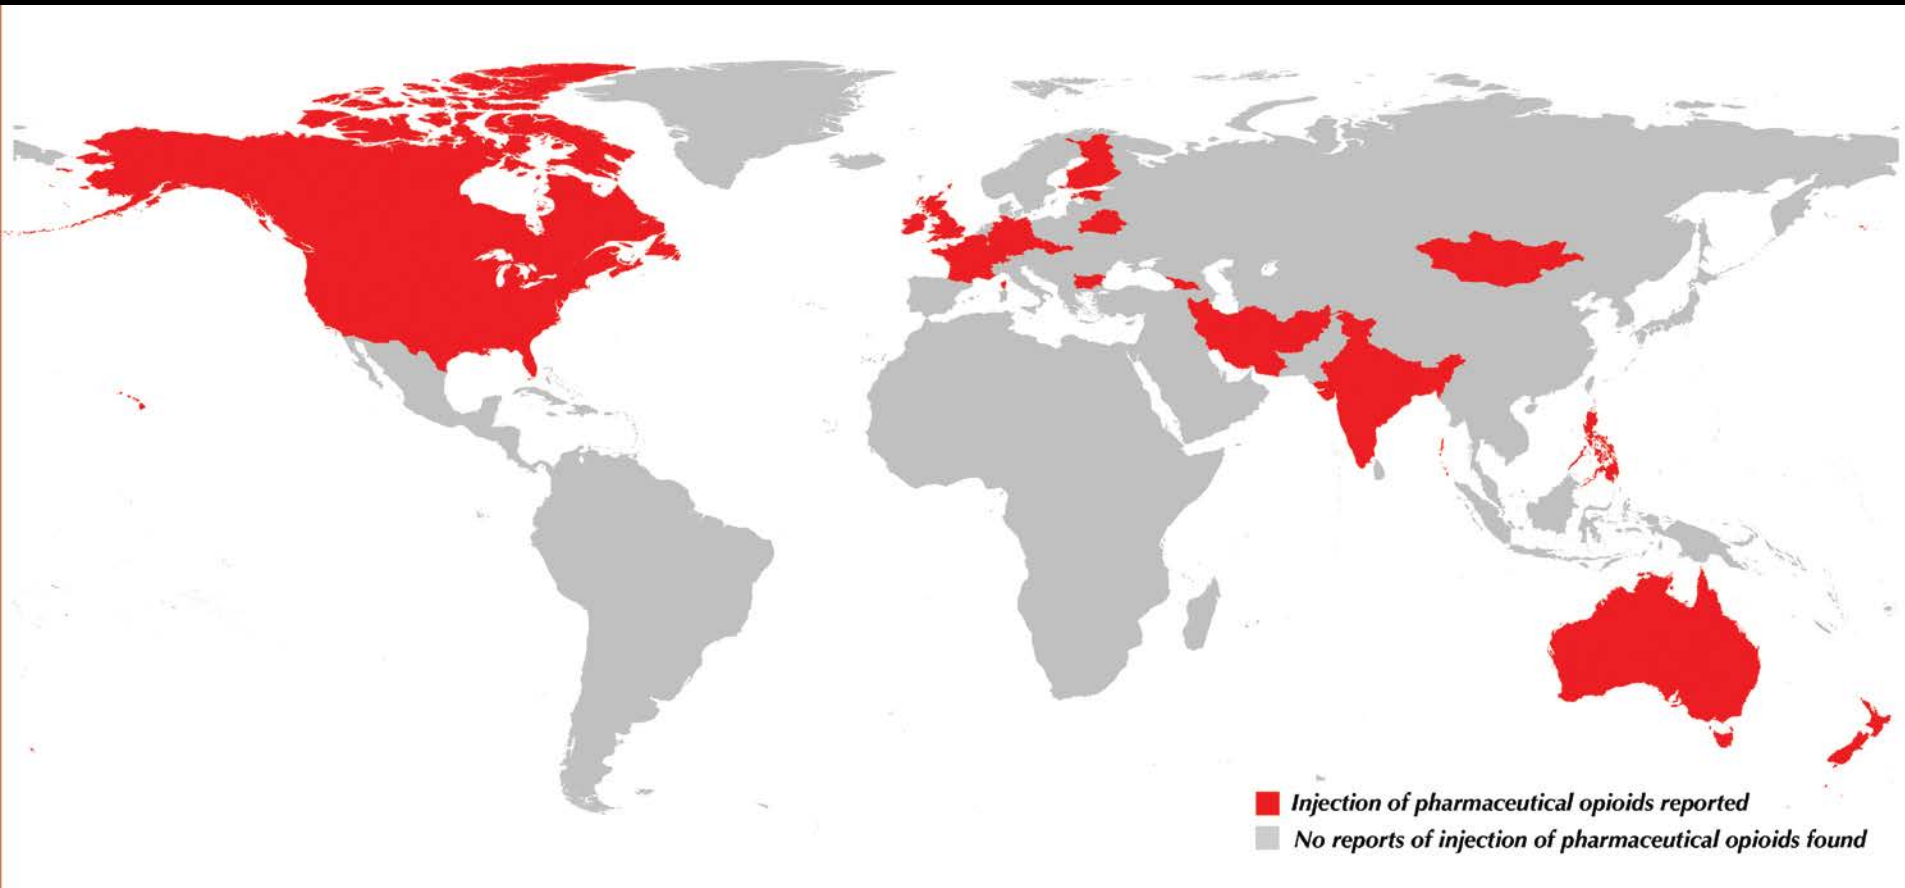 Injection of pharmaceutical opioids reported
No reports of injection of pharmaceutical opioids found